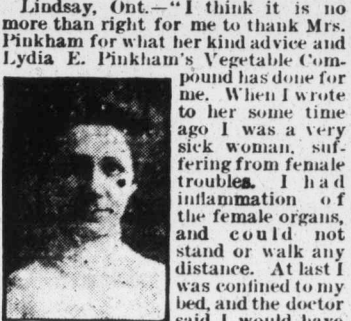 Lindsay, Ont.—"I think it is no
more than right for me to thank Mrs.
Pinkham for what her kind advice and
Lydia E. Pinkham's Vegetable Com-
pound has done for
me. When I wrote
to her some time
ago I was a very
sick woman, suf-
fering from female
troubles. I had
inflammation of
the female organs,
and could not
stand or walk any
distance. At last I
was confined to my
bed, and the doctor
said I would have